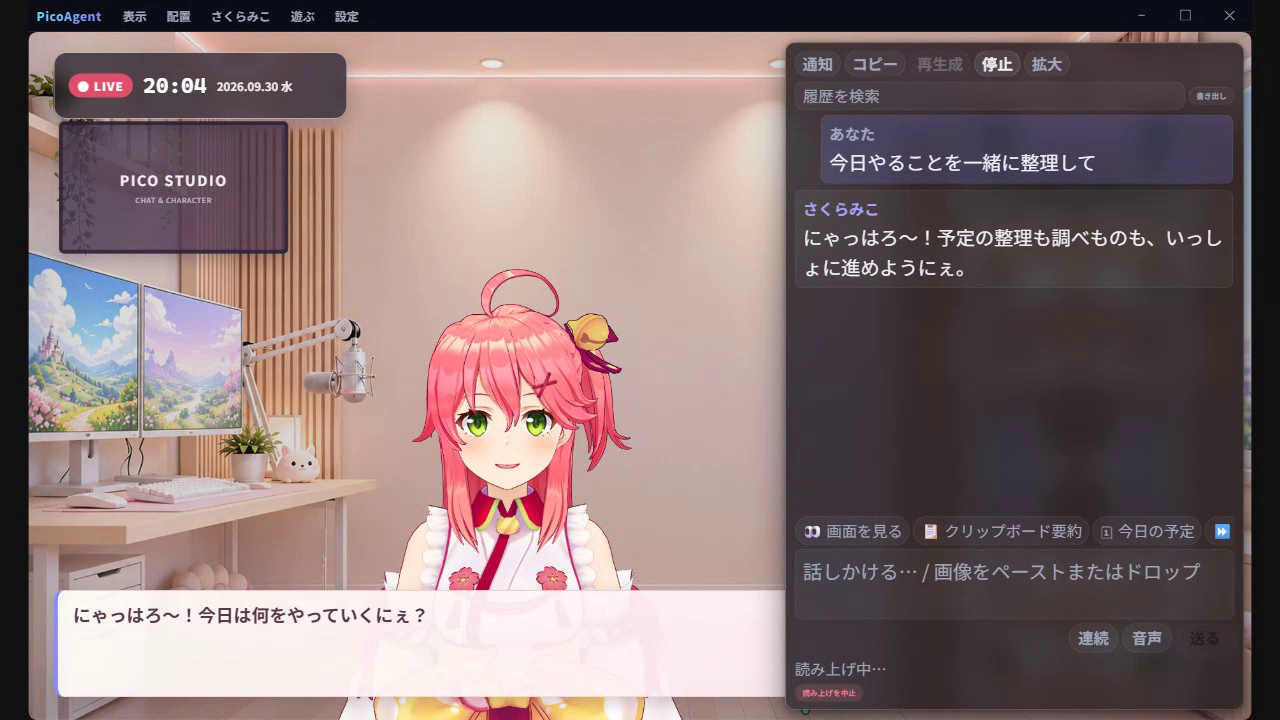 PicoAgent 表示 配置 さくらみこ 遊ぶ 設定
LIVE 20:04 2026.09.30 水
PICO STUDIO
CHAT & CHARACTER
通知 コピー 再生成 停止 拡大
履歴を検索 書き出し
あなた
今日やることを一緒に整理して
さくらみこ
にゃっはろ〜！予定の整理も調べものも、いっし
ょに進めようにぇ。
画面を見る クリップボード要約 今日の予定
話しかける… / 画像をペーストまたはドロップ
連続 音声 送る
読み上げ中…
読み上げを中止
にゃっはろ〜！今日は何をやっていくにぇ？